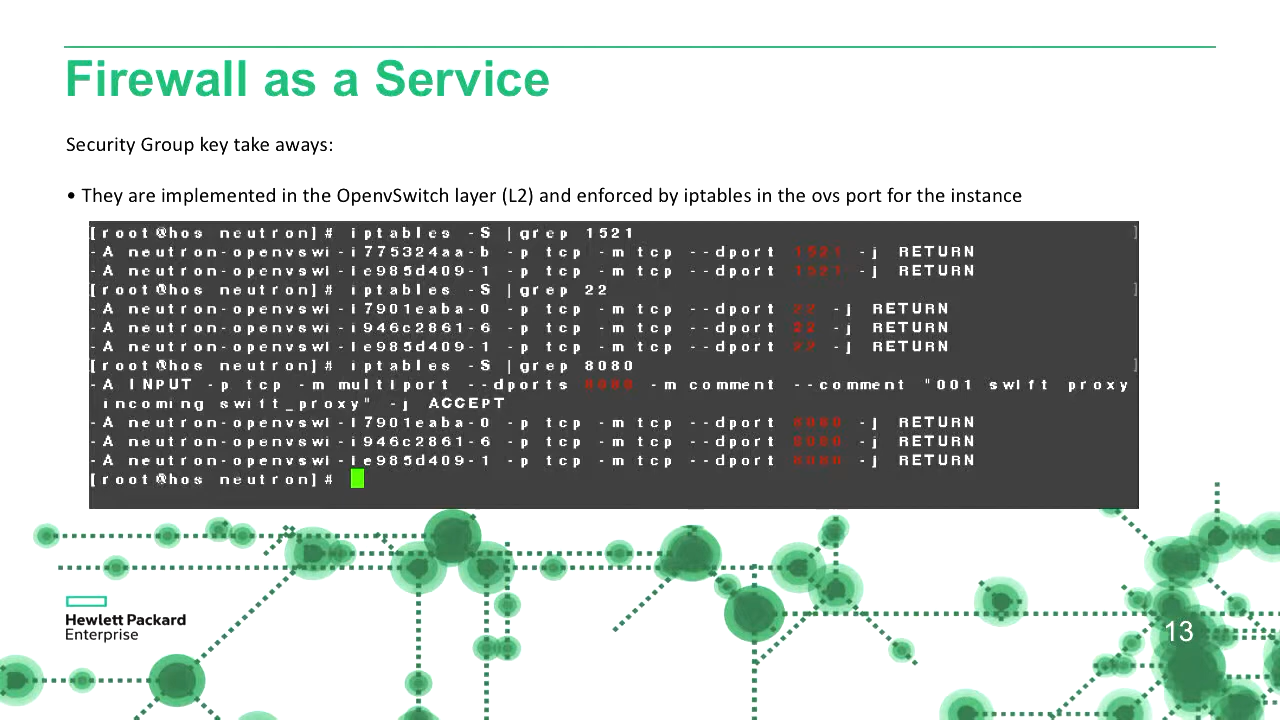 Firewall as a Service
Security Group key take aways:
• They are implemented in the OpenvSwitch layer (L2) and enforced by iptables in the ovs port for the instance
[root@hos neutron]# iptables -S |grep 1521
-A neutron-openvswi-i775324aa-b -p tcp -m tcp --dport 1521 -j RETURN
-A neutron-openvswi-ie985d409-1 -p tcp -m tcp --dport 1521 -j RETURN
[root@hos neutron]# iptables -S |grep 22
-A neutron-openvswi-i7901eaba-0 -p tcp -m tcp --dport 22 -j RETURN
-A neutron-openvswi-i946c2861-6 -p tcp -m tcp --dport 22 -j RETURN
-A neutron-openvswi-ie985d409-1 -p tcp -m tcp --dport 22 -j RETURN
[root@hos neutron]# iptables -S |grep 8080
-A INPUT -p tcp -m multiport --dports 8080 -m comment --comment "001 swift proxy
incoming swift_proxy" -j ACCEPT
-A neutron-openvswi-i7901eaba-0 -p tcp -m tcp --dport 8080 -j RETURN
-A neutron-openvswi-i946c2861-6 -p tcp -m tcp --dport 8080 -j RETURN
-A neutron-openvswi-ie985d409-1 -p tcp -m tcp --dport 8080 -j RETURN
[root@hos neutron]#
Hewlett Packard
Enterprise
13